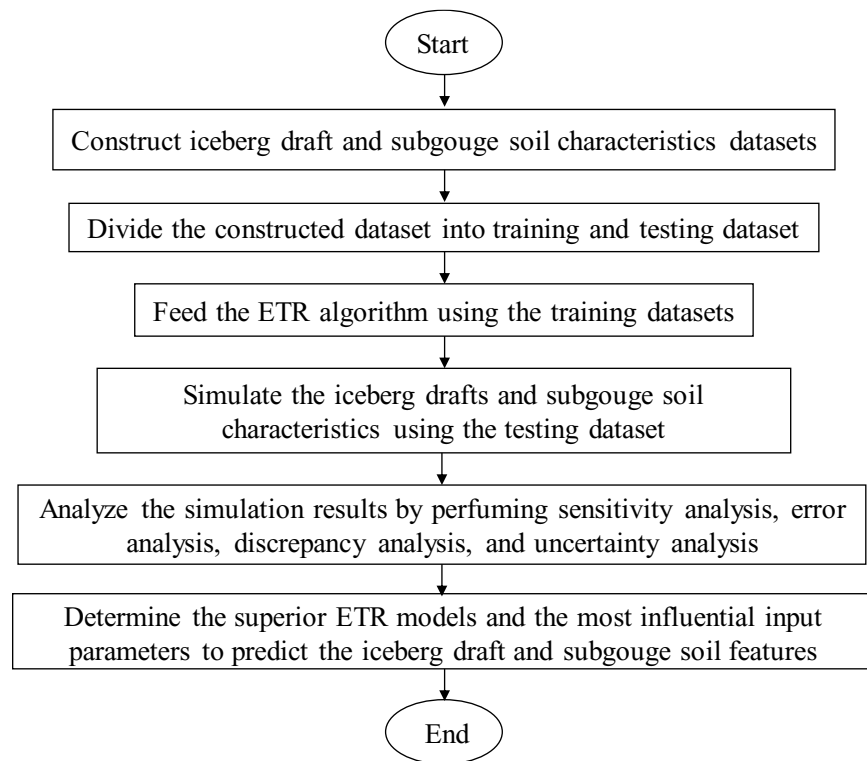 Start
Construct iceberg draft and subgouge soil characteristics datasets
Divide the constructed dataset into training and testing dataset
Feed the ETR algorithm using the training datasets
Simulate the iceberg drafts and subgouge soil
characteristics using the testing dataset
Analyze the simulation results by perfuming sensitivity analysis, error
analysis, discrepancy analysis, and uncertainty analysis
Determine the superior ETR models and the most influential input
parameters to predict the iceberg draft and subgouge soil features
End